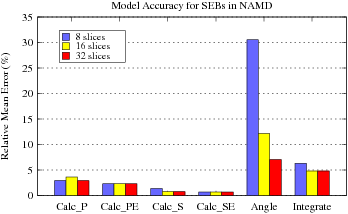 Model Accuracy for SEBs in NAMD
35
30
25
20
15
10
5
0
Relative Mean Error (%)
8 slices
16 slices
32 slices
Calc_P Calc_PE Calc_S Calc_SE Angle Integrate